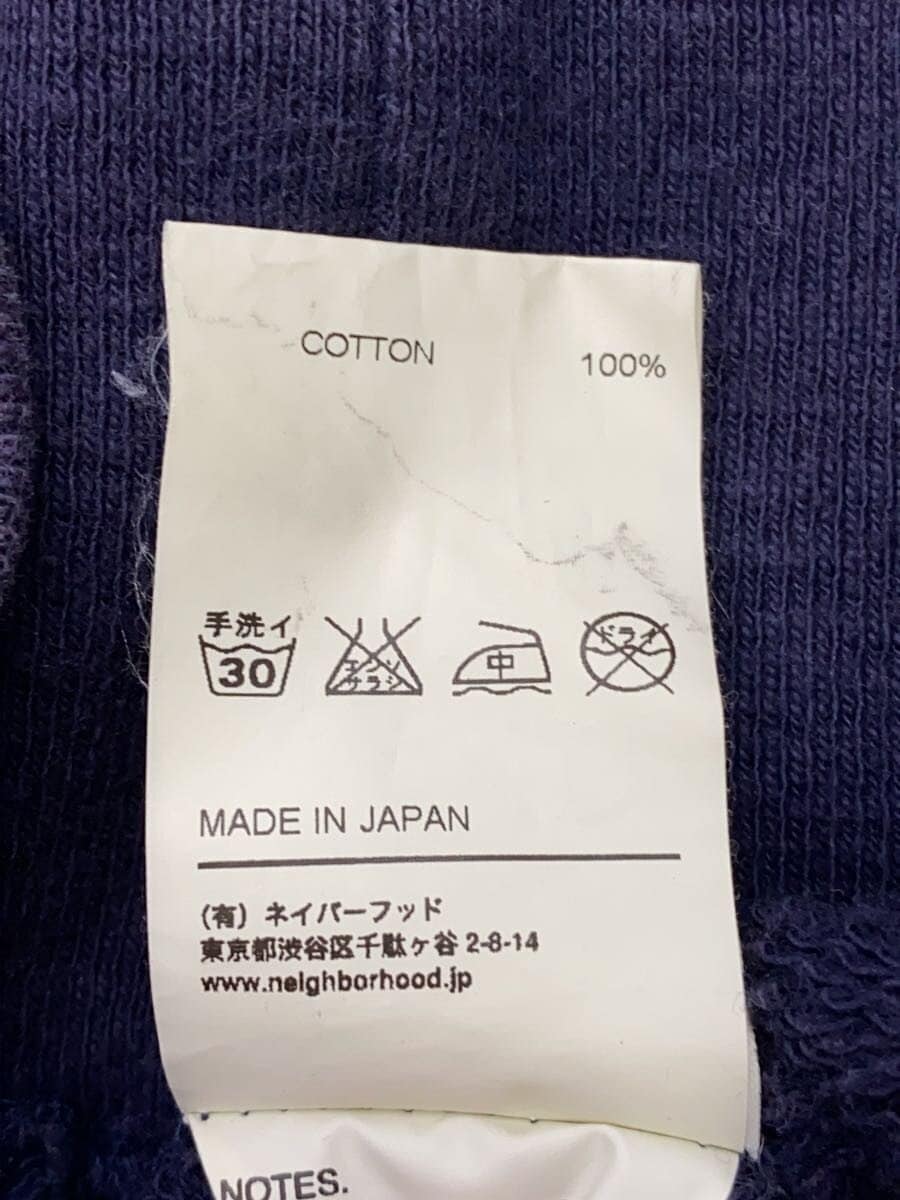 COTTON 100%
手洗イ
30
エンソ
サラシ
中
ドライ
MADE IN JAPAN
(有) ネイバーフッド
東京都渋谷区千駄ヶ谷 2-8-14
www.neighborhood.jp
NOTES.